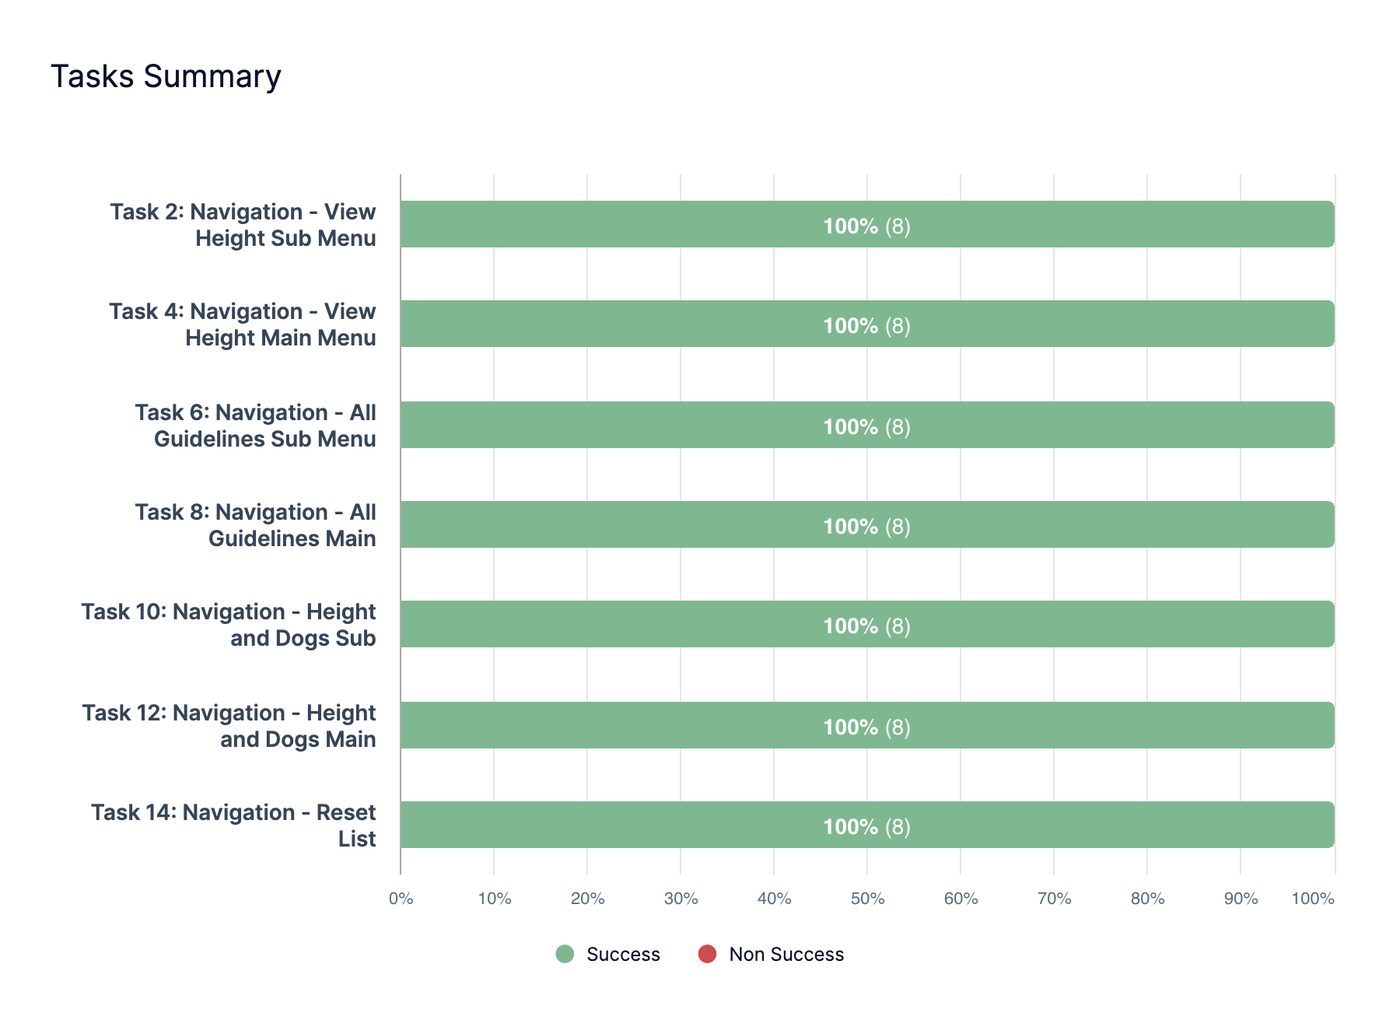 Tasks Summary
Task 2: Navigation - View
Height Sub Menu
100% (8)
Task 4: Navigation - View
Height Main Menu
100% (8)
Task 6: Navigation - All
Guidelines Sub Menu
100% (8)
Task 8: Navigation - All
Guidelines Main
100% (8)
Task 10: Navigation - Height
and Dogs Sub
100% (8)
Task 12: Navigation - Height
and Dogs Main
100% (8)
Task 14: Navigation - Reset
List
100% (8)
0% 10% 20% 30% 40% 50% 60% 70% 80% 90% 100%
Success Non Success